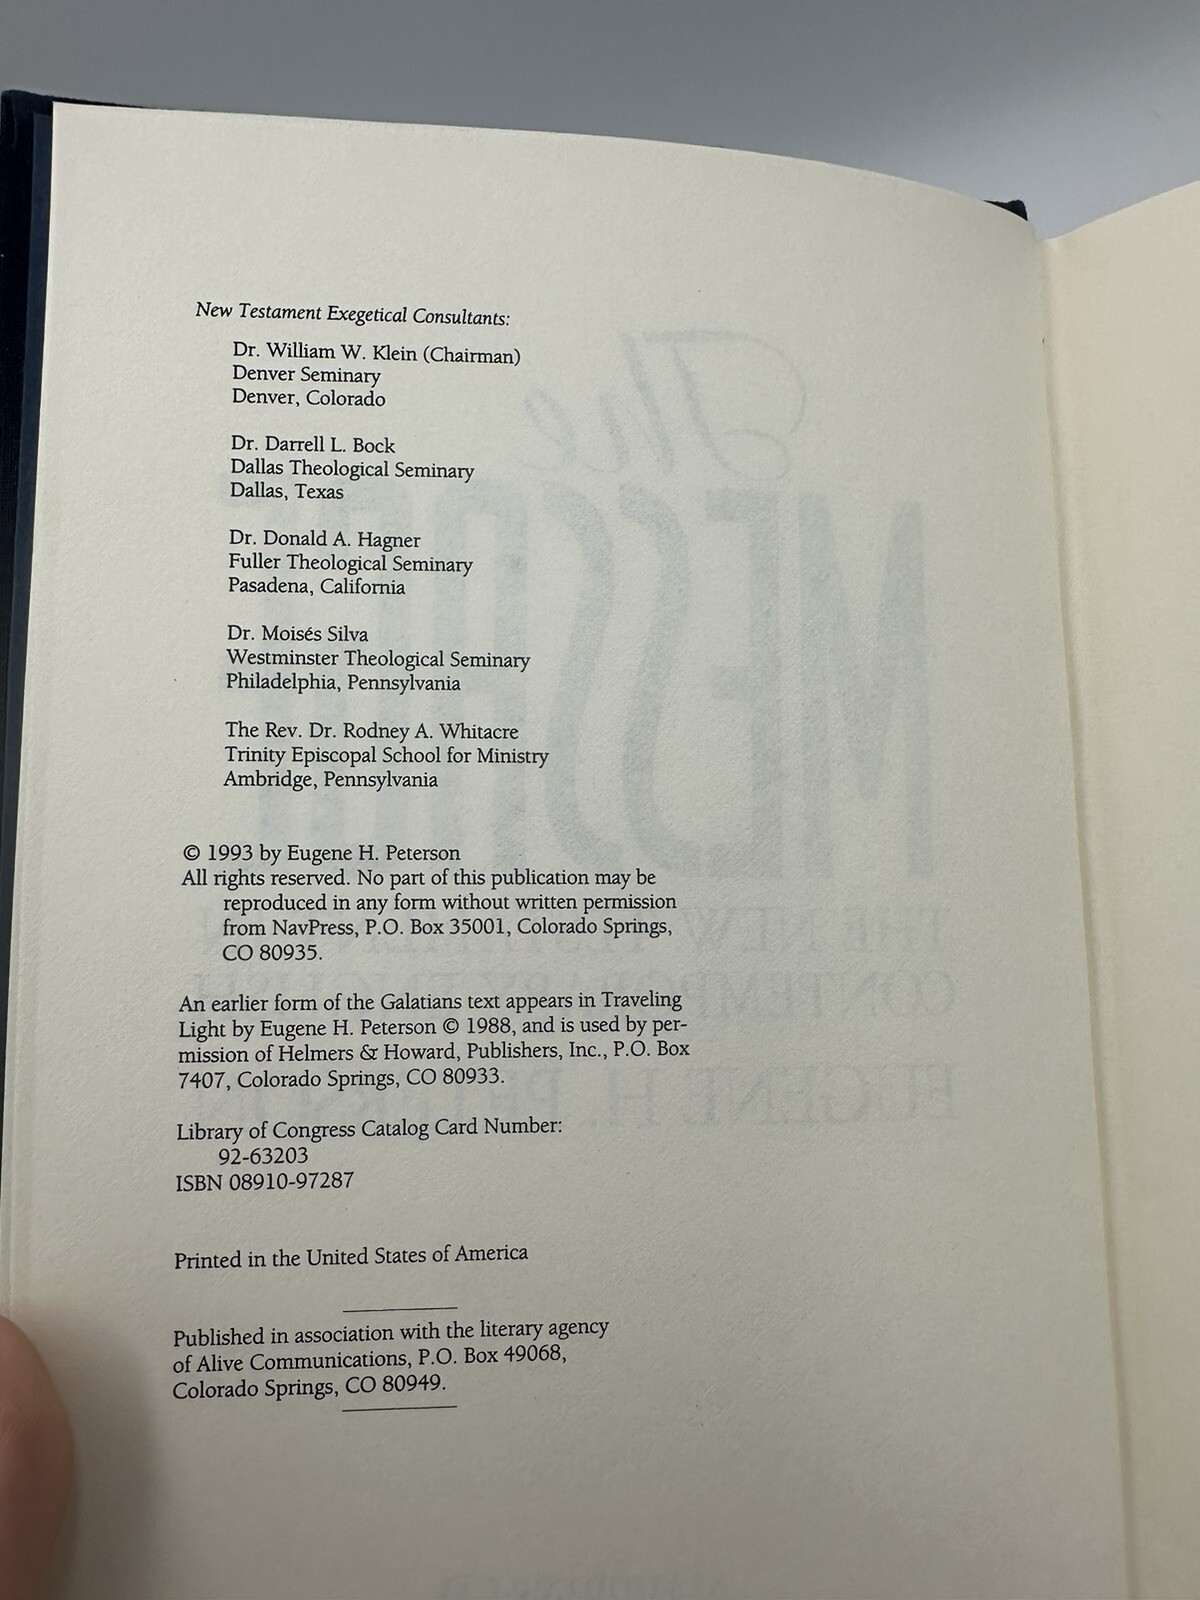 New Testament Exegetical Consultants:
Dr. William W. Klein (Chairman)
Denver Seminary
Denver, Colorado
Dr. Darrell L. Bock
Dallas Theological Seminary
Dallas, Texas
Dr. Donald A. Hagner
Fuller Theological Seminary
Pasadena, California
Dr. Moisés Silva
Westminster Theological Seminary
Philadelphia, Pennsylvania
The Rev. Dr. Rodney A. Whitacre
Trinity Episcopal School for Ministry
Ambridge, Pennsylvania
© 1993 by Eugene H. Peterson
All rights reserved. No part of this publication may be
reproduced in any form without written permission
from NavPress, P.O. Box 35001, Colorado Springs,
CO 80935.
An earlier form of the Galatians text appears in Traveling
Light by Eugene H. Peterson © 1988, and is used by per-
mission of Helmers & Howard, Publishers, Inc., P.O. Box
7407, Colorado Springs, CO 80933.
Library of Congress Catalog Card Number:
92-63203
ISBN 08910-97287
Printed in the United States of America
Published in association with the literary agency
of Alive Communications, P.O. Box 49068,
Colorado Springs, CO 80949.